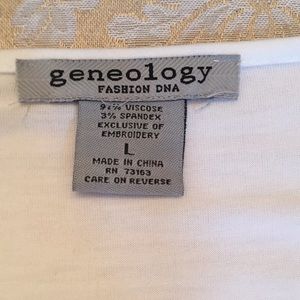 geneology
FASHION DNA
97% VISCOSE
3% SPANDEX
EXCLUSIVE OF
EMBROIDERY
L
MADE IN CHINA
RN 73163
CARE ON REVERSE